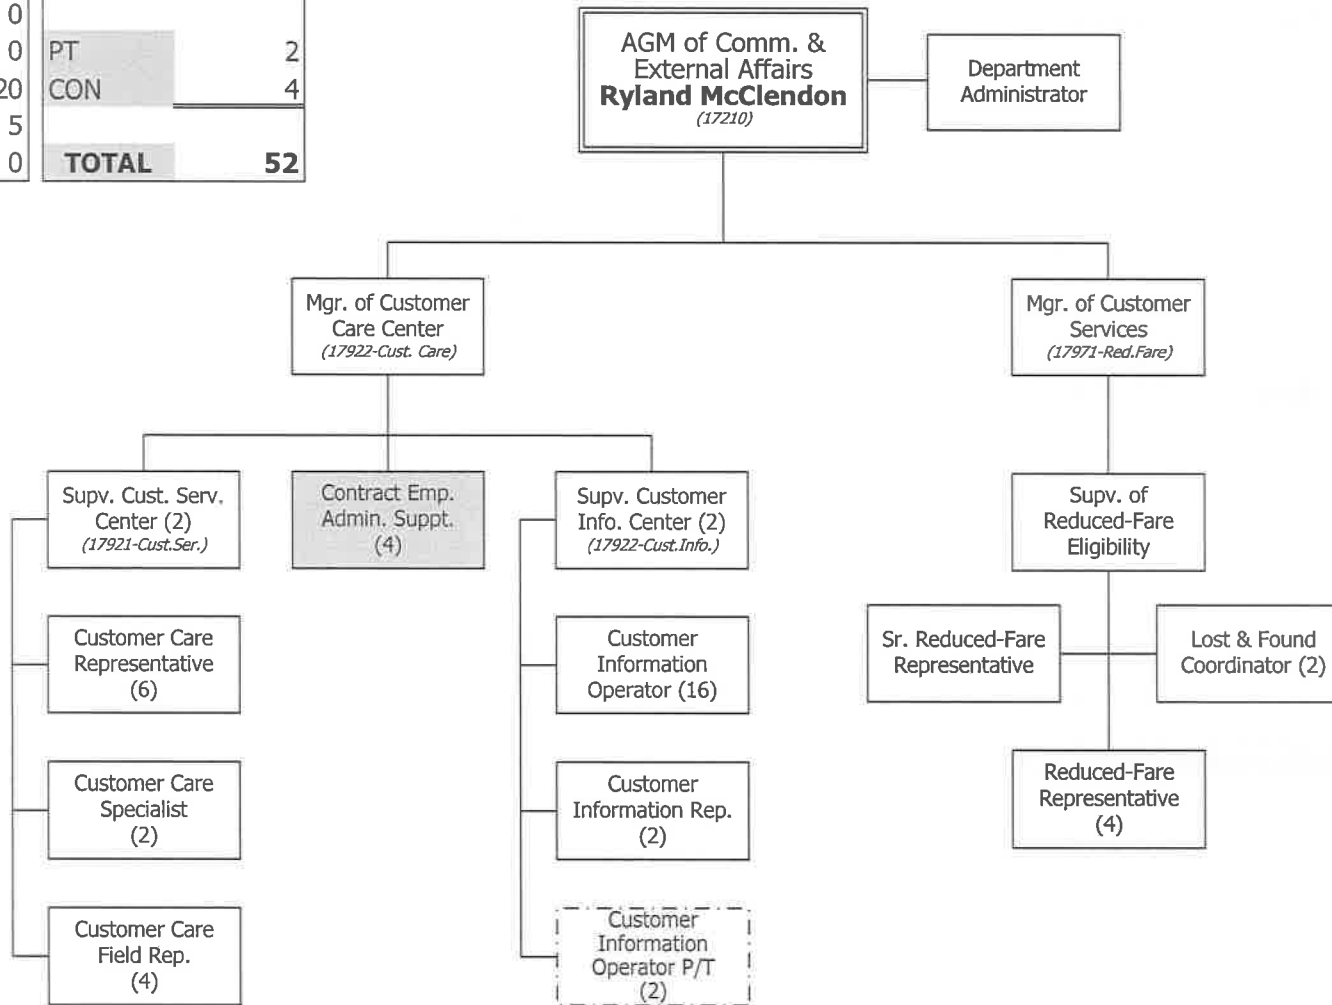 0
0 PT 2
20 CON 4
5
0 TOTAL 52
AGM of Comm. &
External Affairs
Ryland McClendon
(17210)
Department
Administrator
Mgr. of Customer
Care Center
(17922-Cust. Care)
Mgr. of Customer
Services
(17971-Red.Fare)
Supv. Cust. Serv.
Center (2)
(17921-Cust.Ser.)
Contract Emp.
Admin. Suppt.
(4)
Supv. Customer
Info. Center (2)
(17922-Cust.Info.)
Supv. of
Reduced-Fare
Eligibility
Customer Care
Representative
(6)
Customer
Information
Operator (16)
Sr. Reduced-Fare
Representative
Lost & Found
Coordinator (2)
Customer Care
Specialist
(2)
Customer
Information Rep.
(2)
Reduced-Fare
Representative
(4)
Customer Care
Field Rep.
(4)
Customer
Information
Operator P/T
(2)